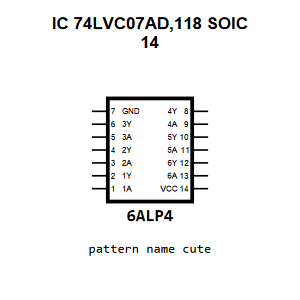 IC 74LVC07AD,118 SOIC
14
7 GND 4Y 8
6 3Y 4A 9
5 3A 5Y 10
4 2Y 5A 11
3 2A 6Y 12
2 1Y 6A 13
1 1A VCC 14
6ALP4
pattern name cute